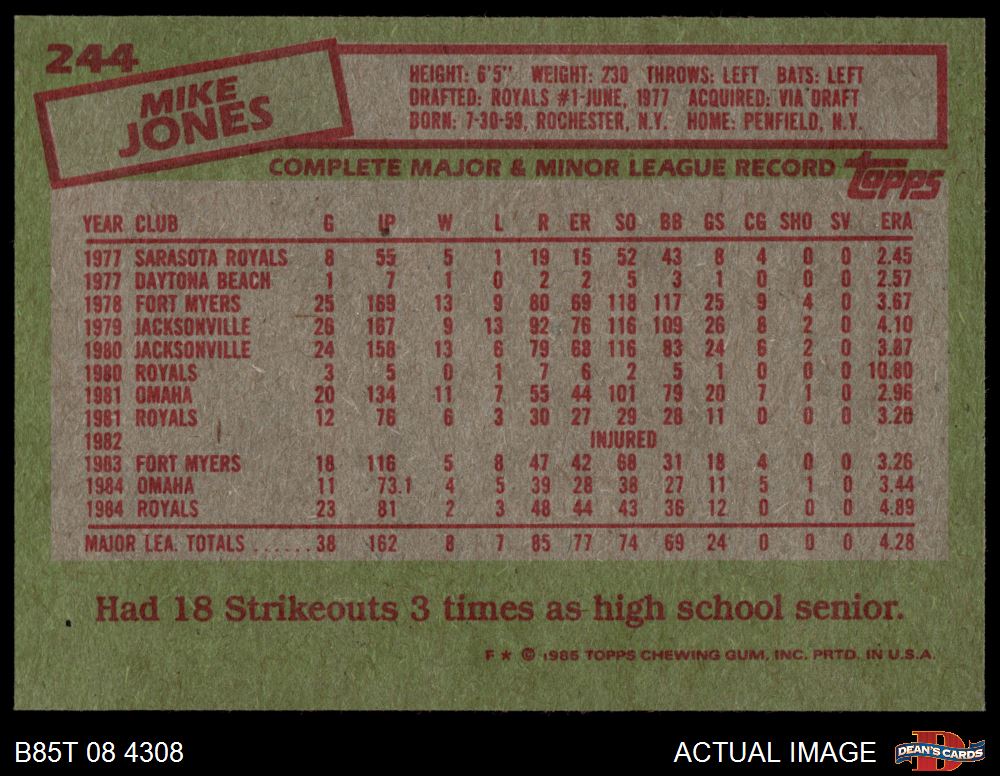 244
MIKE
JONES
HEIGHT: 6'5" WEIGHT: 230 THROWS: LEFT BATS: LEFT
DRAFTED: ROYALS #1-JUNE, 1977 ACQUIRED: VIA DRAFT
BORN: 7-30-59, ROCHESTER, N.Y. HOME: PENFIELD, N.Y.
COMPLETE MAJOR & MINOR LEAGUE RECORD topps
YEAR CLUB G IP W L R ER SO BB GS CG SHO SV ERA
1977 SARASOTA ROYALS 8 55 5 1 19 15 52 43 8 4 0 0 2.45
1977 DAYTONA BEACH 1 7 1 0 2 2 5 3 1 0 0 0 2.57
1978 FORT MYERS 25 169 13 9 80 69 118 117 25 9 4 0 3.67
1979 JACKSONVILLE 26 167 9 13 92 76 116 109 26 8 2 0 4.10
1980 JACKSONVILLE 24 158 13 6 79 68 116 83 24 6 2 0 3.87
1980 ROYALS 3 5 0 1 7 6 2 5 1 0 0 0 10.80
1981 OMAHA 20 134 11 7 55 44 101 79 20 7 1 0 2.96
1981 ROYALS 12 76 6 3 30 27 29 28 11 0 0 0 3.20
1982 INJURED
1983 FORT MYERS 18 116 5 8 47 42 68 31 18 4 0 0 3.26
1984 OMAHA 11 73.1 4 5 39 28 38 27 11 5 1 0 3.44
1984 ROYALS 23 81 2 3 48 44 43 36 12 0 0 0 4.89
MAJOR LEA. TOTALS ...... 38 162 8 7 85 77 74 69 24 0 0 0 4.28
Had 18 Strikeouts 3 times as high school senior.
F ★ © 1985 TOPPS CHEWING GUM, INC. PRTD. IN U.S.A.
B85T 08 4308 ACTUAL IMAGE DEAN'S CARDS